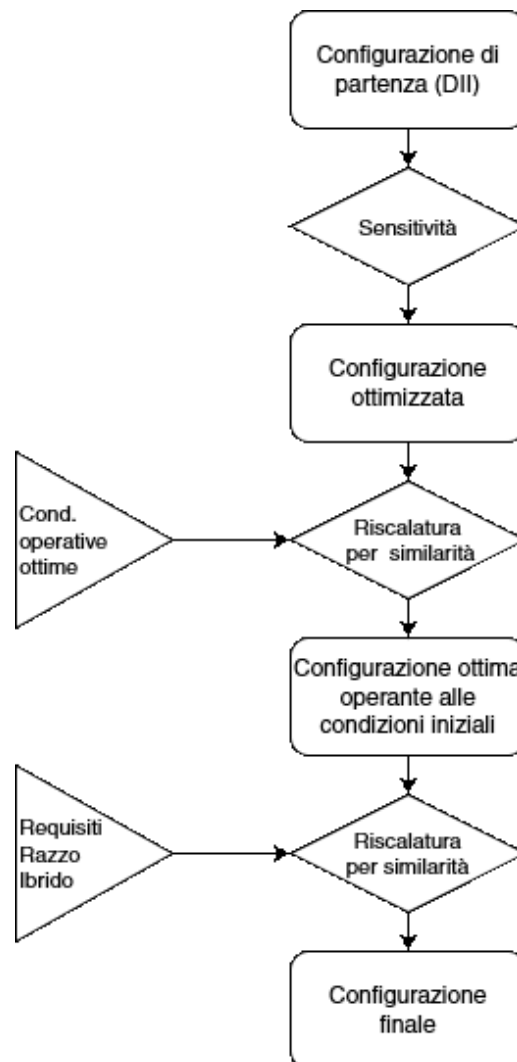 Configurazione di
partenza (DII)
Sensitività
Configurazione
ottimizzata
Cond.
operative
ottime
Riscalatura
per similarità
Configurazione ottima
operante alle
condizioni iniziali
Requisiti
Razzo
Ibrido
Riscalatura
per similarità
Configurazione
finale